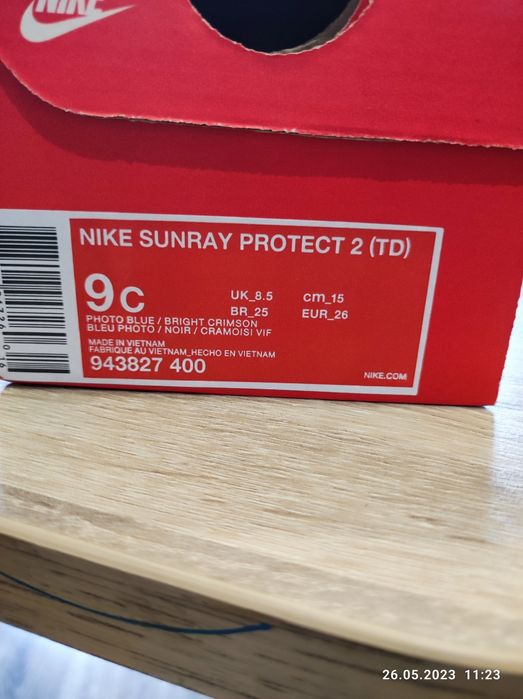 NIKE
NIKE SUNRAY PROTECT 2 (TD)
9C UK_8.5 cm_15
BR_25 EUR_26
PHOTO BLUE / BRIGHT CRIMSON
BLEU PHOTO / NOIR / CRAMOISI VIF
MADE IN VIETNAM
FABRIQUE AU VIETNAM_HECHO EN VIETNAM
943827 400
NIKE.COM
26.05.2023 11:23